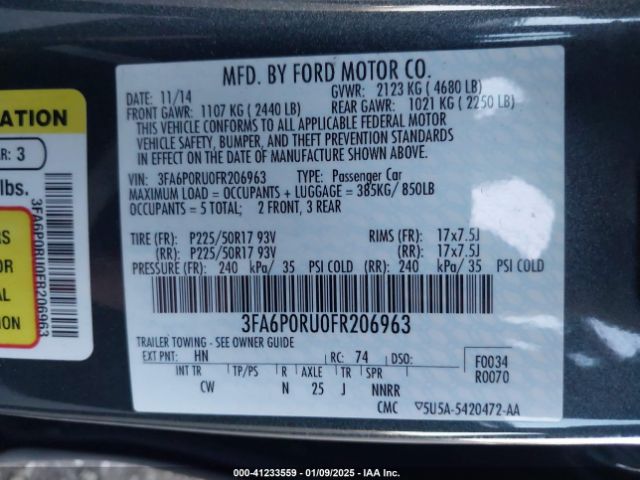 ATION
R: 3
lbs.
3FA6P0RU0FR206963
RS
OR
AL
ION
MFD. BY FORD MOTOR CO.
DATE: 11/14 GVWR: 2123 KG ( 4680 LB)
FRONT GAWR: 1107 KG ( 2440 LB) REAR GAWR: 1021 KG ( 2250 LB)
THIS VEHICLE CONFORMS TO ALL APPLICABLE FEDERAL MOTOR
VEHICLE SAFETY, BUMPER, AND THEFT PREVENTION STANDARDS
IN EFFECT ON THE DATE OF MANUFACTURE SHOWN ABOVE.
VIN: 3FA6P0RU0FR206963 TYPE: Passenger Car
MAXIMUM LOAD = OCCUPANTS + LUGGAGE = 385KG/ 850LB
OCCUPANTS = 5 TOTAL; 2 FRONT, 3 REAR
TIRE (FR): P225/50R17 93V RIMS (FR): 17x7.5J
(RR): P225/50R17 93V (RR): 17x7.5J
PRESSURE (FR): 240 kPa/ 35 PSI COLD (RR): 240 kPa/ 35 PSI COLD
3FA6P0RU0FR206963
TRAILER TOWING - SEE OWNER GUIDE
EXT PNT: HN RC: 74 DSO: F0034
INT TR TP/PS R AXLE TR SPR R0070
CW N 25 J NNRR
CMC 5U5A-5420472-AA
000-41233559 - 01/09/2025 - IAA Inc.